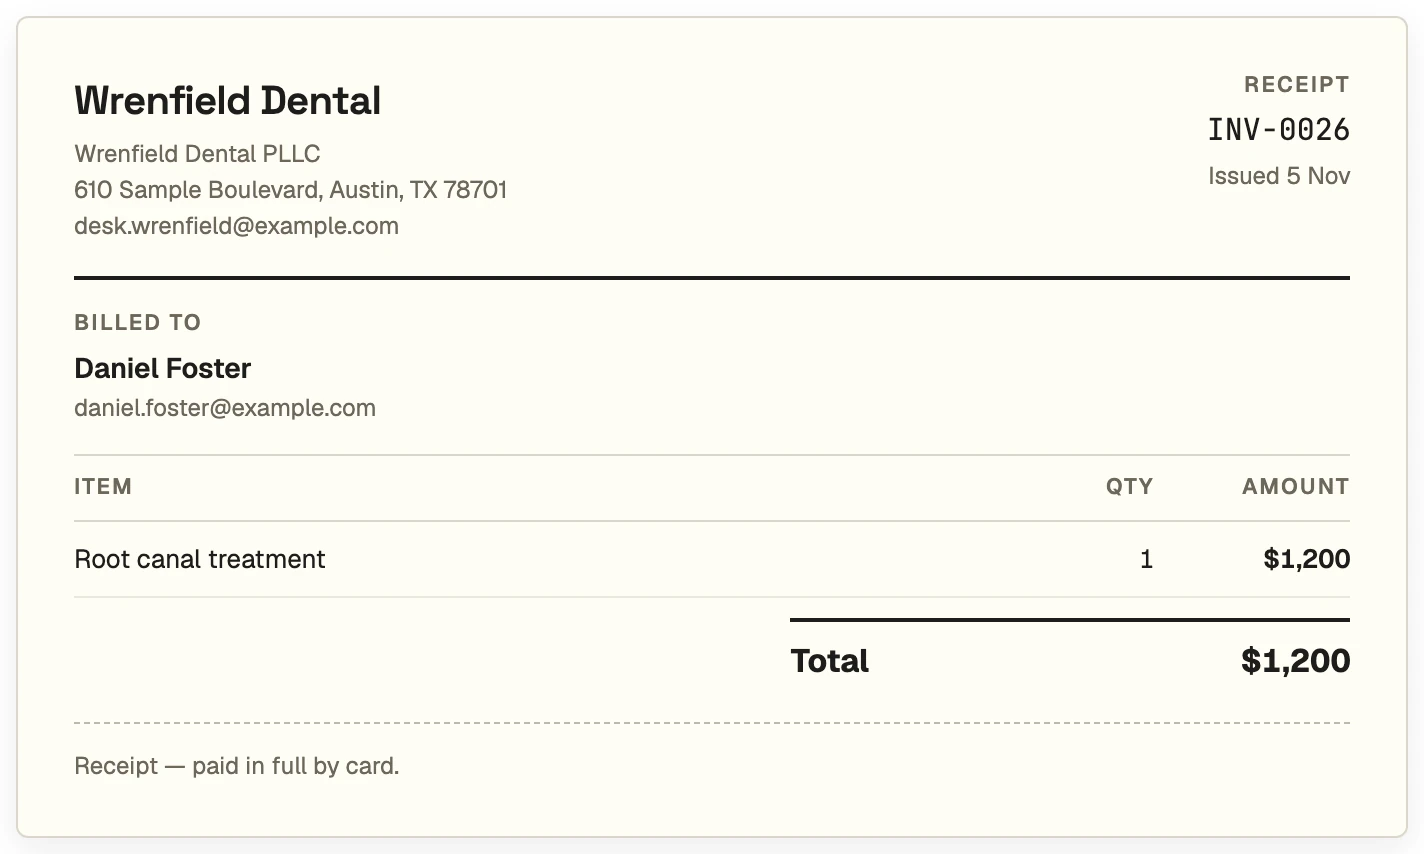 Wrenfield Dental
Wrenfield Dental PLLC
610 Sample Boulevard, Austin, TX 78701
desk.wrenfield@example.com
RECEIPT
INV-0026
Issued 5 Nov
BILLED TO
Daniel Foster
daniel.foster@example.com
ITEM QTY AMOUNT
Root canal treatment 1 $1,200
Total $1,200
Receipt — paid in full by card.